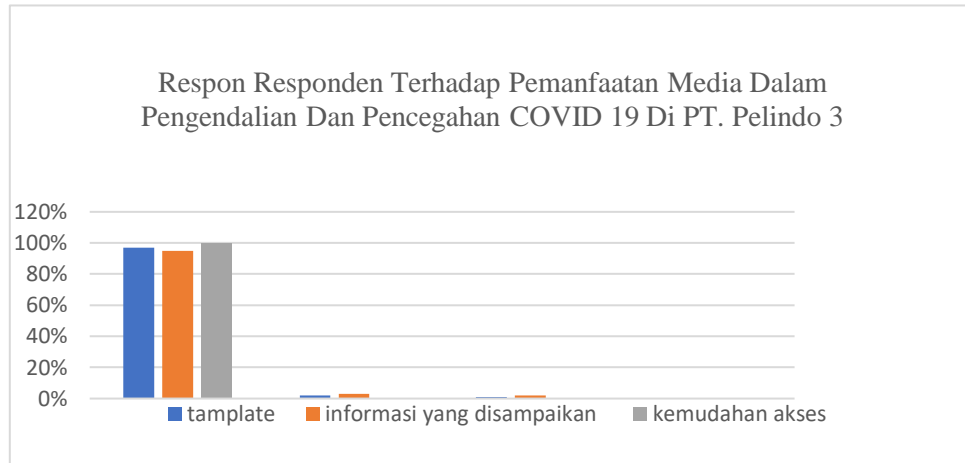 Respon Responden Terhadap Pemanfaatan Media Dalam
Pengendalian Dan Pencegahan COVID 19 Di PT. Pelindo 3
120%
100%
80%
60%
40%
20%
0%
tamplate informasi yang disampaikan kemudahan akses